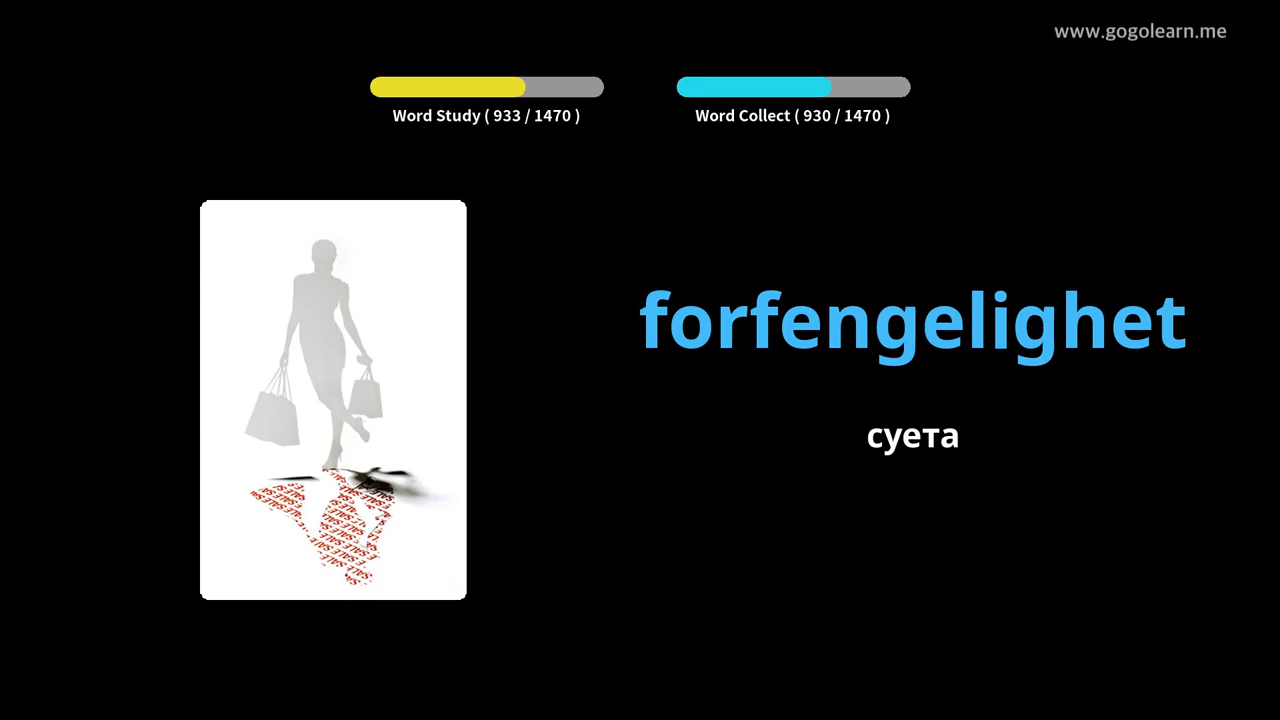 www.gogolearn.me
Word Study ( 933 / 1470 )
Word Collect ( 930 / 1470 )
forfengelighet
суета